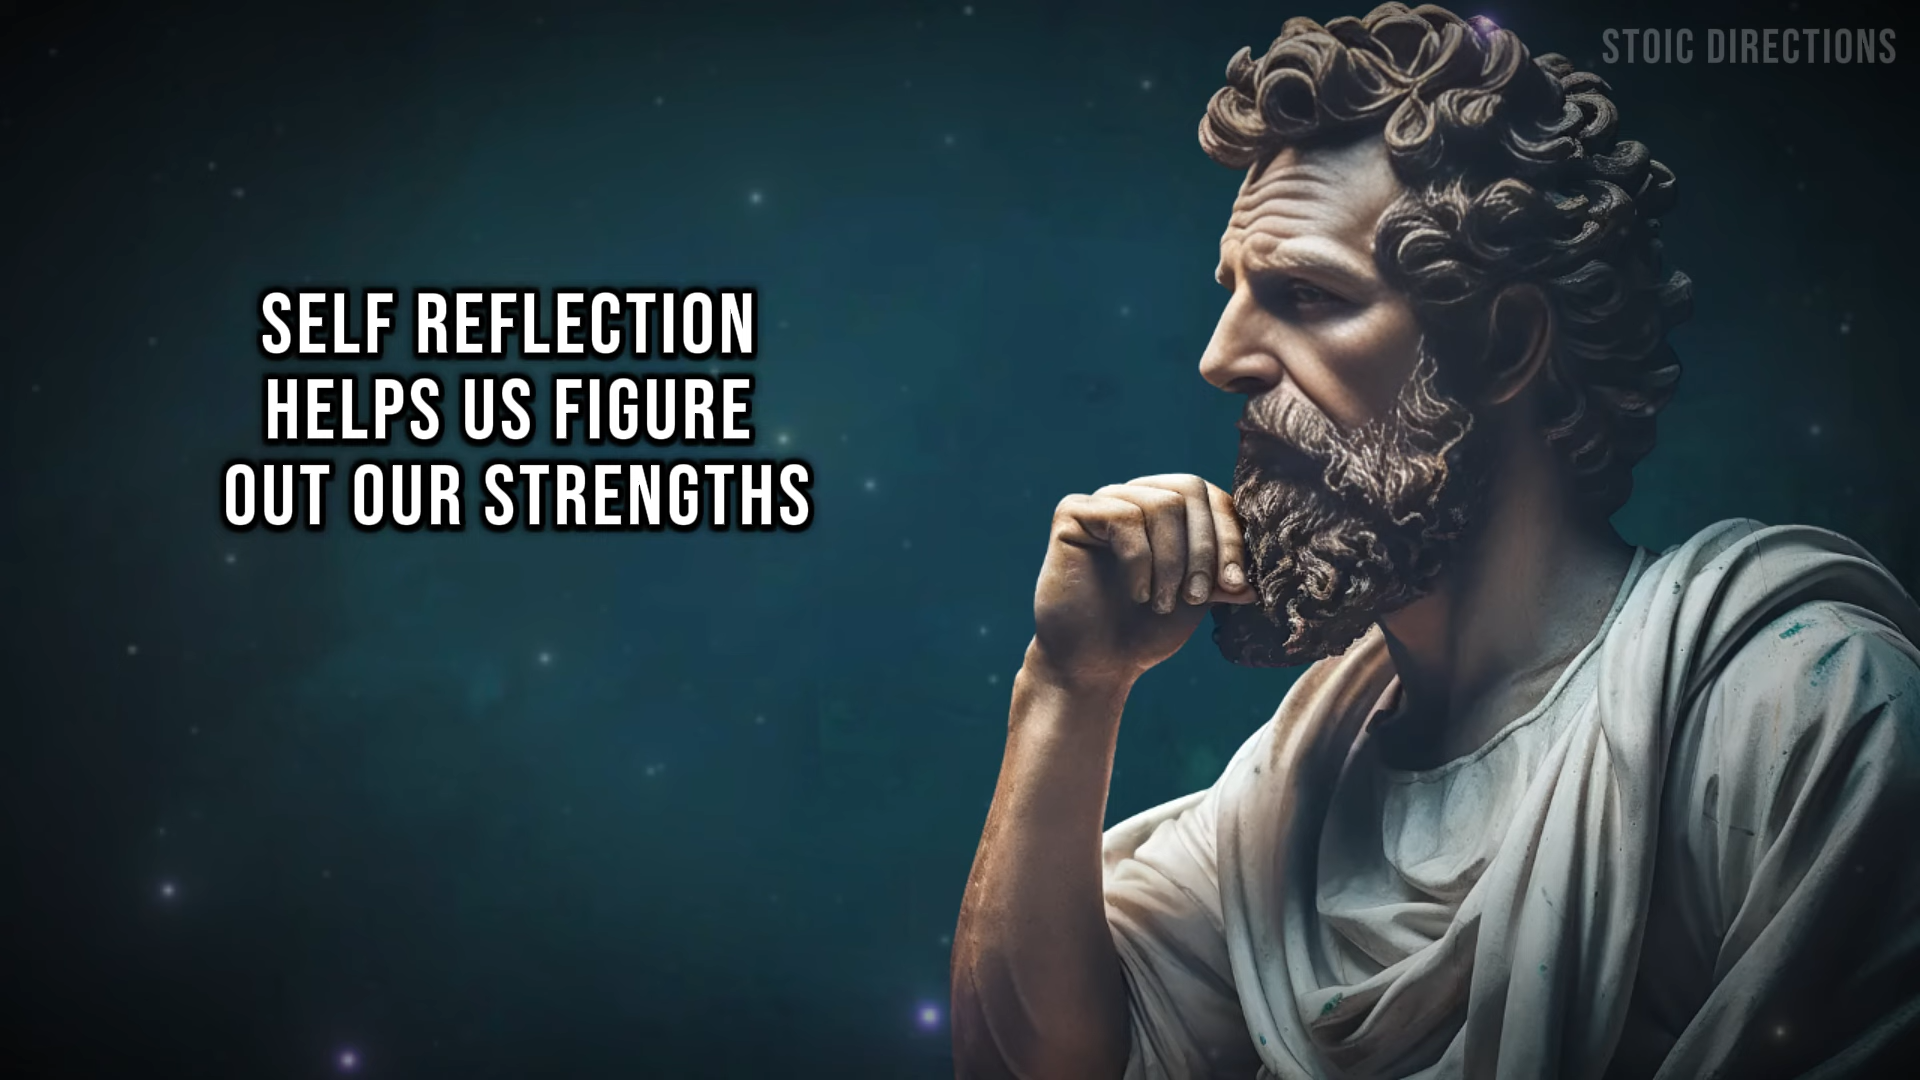 STOIC DIRECTIONS
SELF REFLECTION
HELPS US FIGURE
OUT OUR STRENGTHS